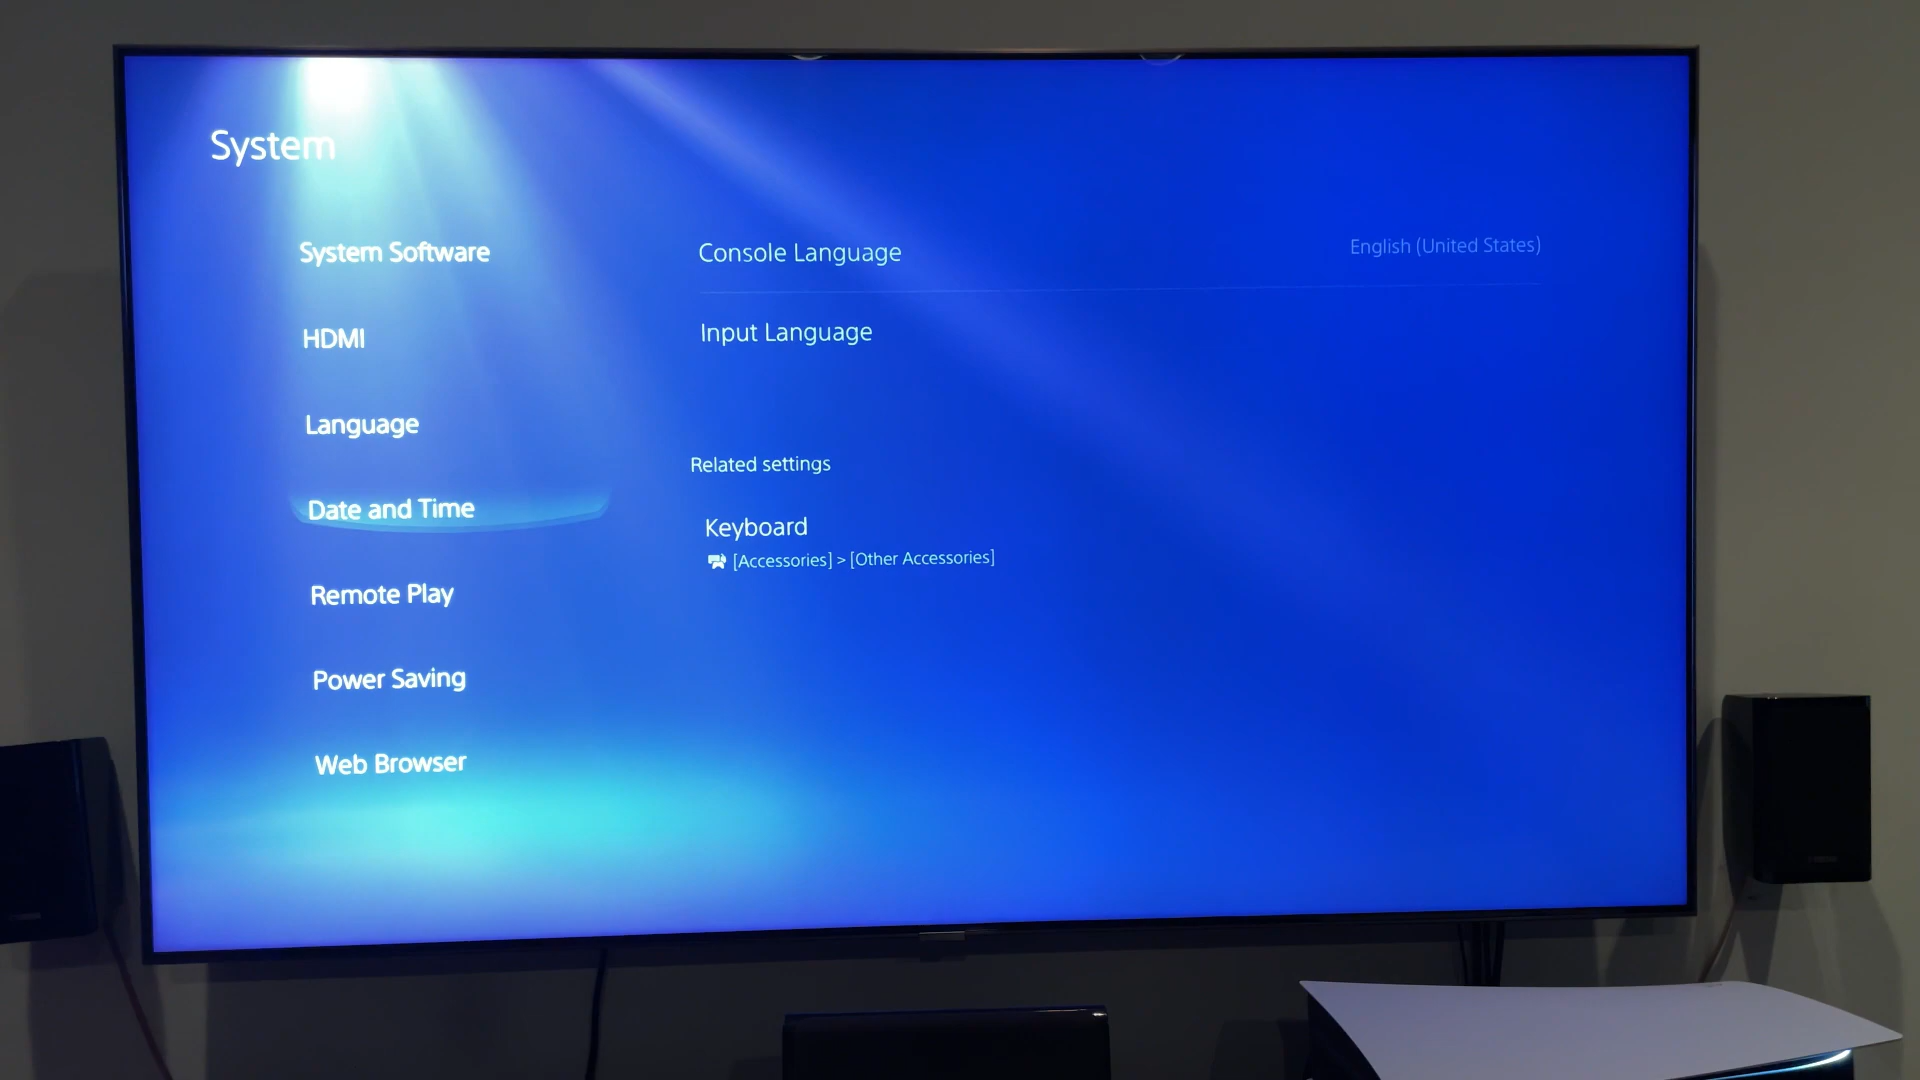 System
System Software
HDMI
Language
Date and Time
Remote Play
Power Saving
Web Browser
Console Language
English (United States)
Input Language
Related settings
Keyboard
[Accessories] > [Other Accessories]